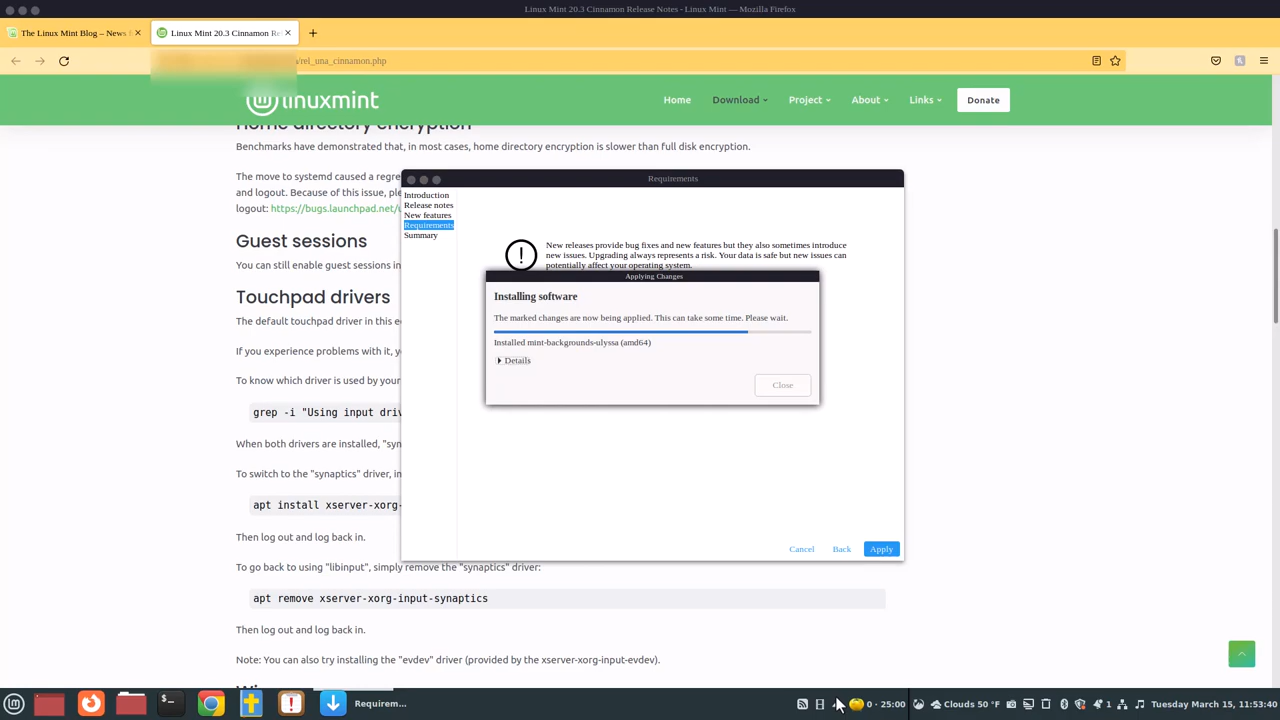 Linux Mint 20.3 Cinnamon Release Notes - Linux Mint — Mozilla Firefox
The Linux Mint Blog – News f
Linux Mint 20.3 Cinnamon Re
/rel_una_cinnamon.php
linuxmint
Home
Download
Project
About
Links
Donate
Home directory encryption
Benchmarks have demonstrated that, in most cases, home directory encryption is slower than full disk encryption.
The move to systemd caused a regre
and logout. Because of this issue, ple
logout: https://bugs.launchpad.net/
Guest sessions
You can still enable guest sessions in
Touchpad drivers
The default touchpad driver in this e
If you experience problems with it, y
To know which driver is used by your
grep -i "Using input driv
When both drivers are installed, "syn
To switch to the "synaptics" driver, in
apt install xserver-xorg-
Then log out and log back in.
To go back to using "libinput", simply remove the "synaptics" driver:
apt remove xserver-xorg-input-synaptics
Then log out and log back in.
Note: You can also try installing the "evdev" driver (provided by the xserver-xorg-input-evdev).
Requirements
Introduction
Release notes
New features
Requirements
Summary
New releases provide bug fixes and new features but they also sometimes introduce
new issues. Upgrading always represents a risk. Your data is safe but new issues can
potentially affect your operating system.
Applying Changes
Installing software
The marked changes are now being applied. This can take some time. Please wait.
Installed mint-backgrounds-ulyssa (amd64)
Details
Close
Cancel
Back
Apply
Requirem...
0 · 25:00
Clouds 50 °F
1
Tuesday March 15, 11:53:40